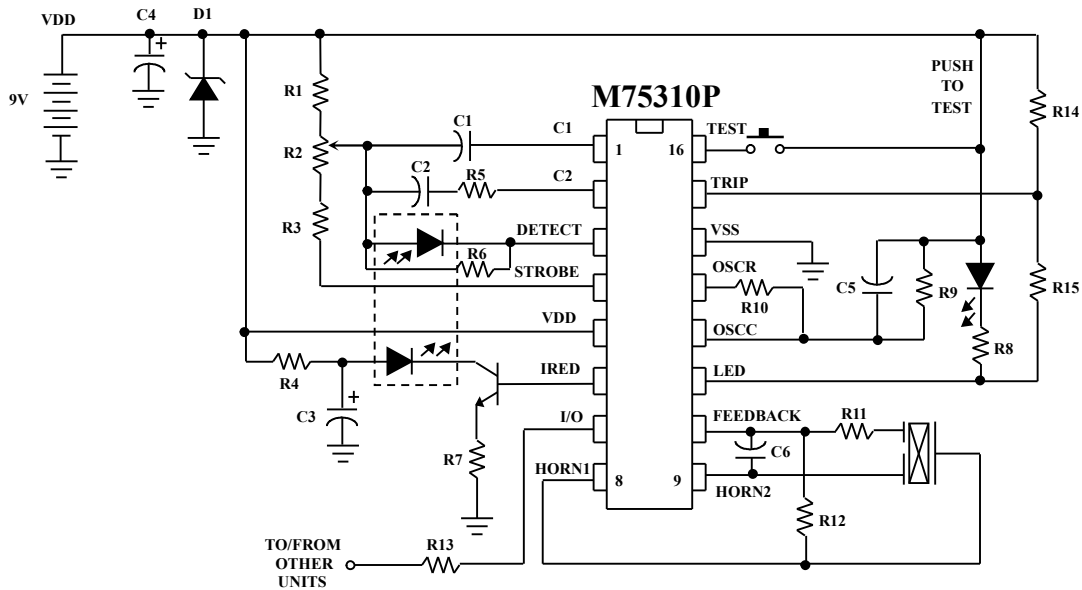 VDD
C4
D1
+
9V
R1
R2
R3
C1
C2
R5
R6
M75310P
C1
1
16
TEST
PUSH
TO
TEST
R14
C2
TRIP
DETECT
VSS
STROBE
OSCR
R10
C5
R9
R15
VDD
OSCC
R8
R4
IRED
LED
+
C3
I/O
FEEDBACK
R11
C6
R7
HORN1
8
9
HORN2
R12
TO/FROM
OTHER
UNITS
R13